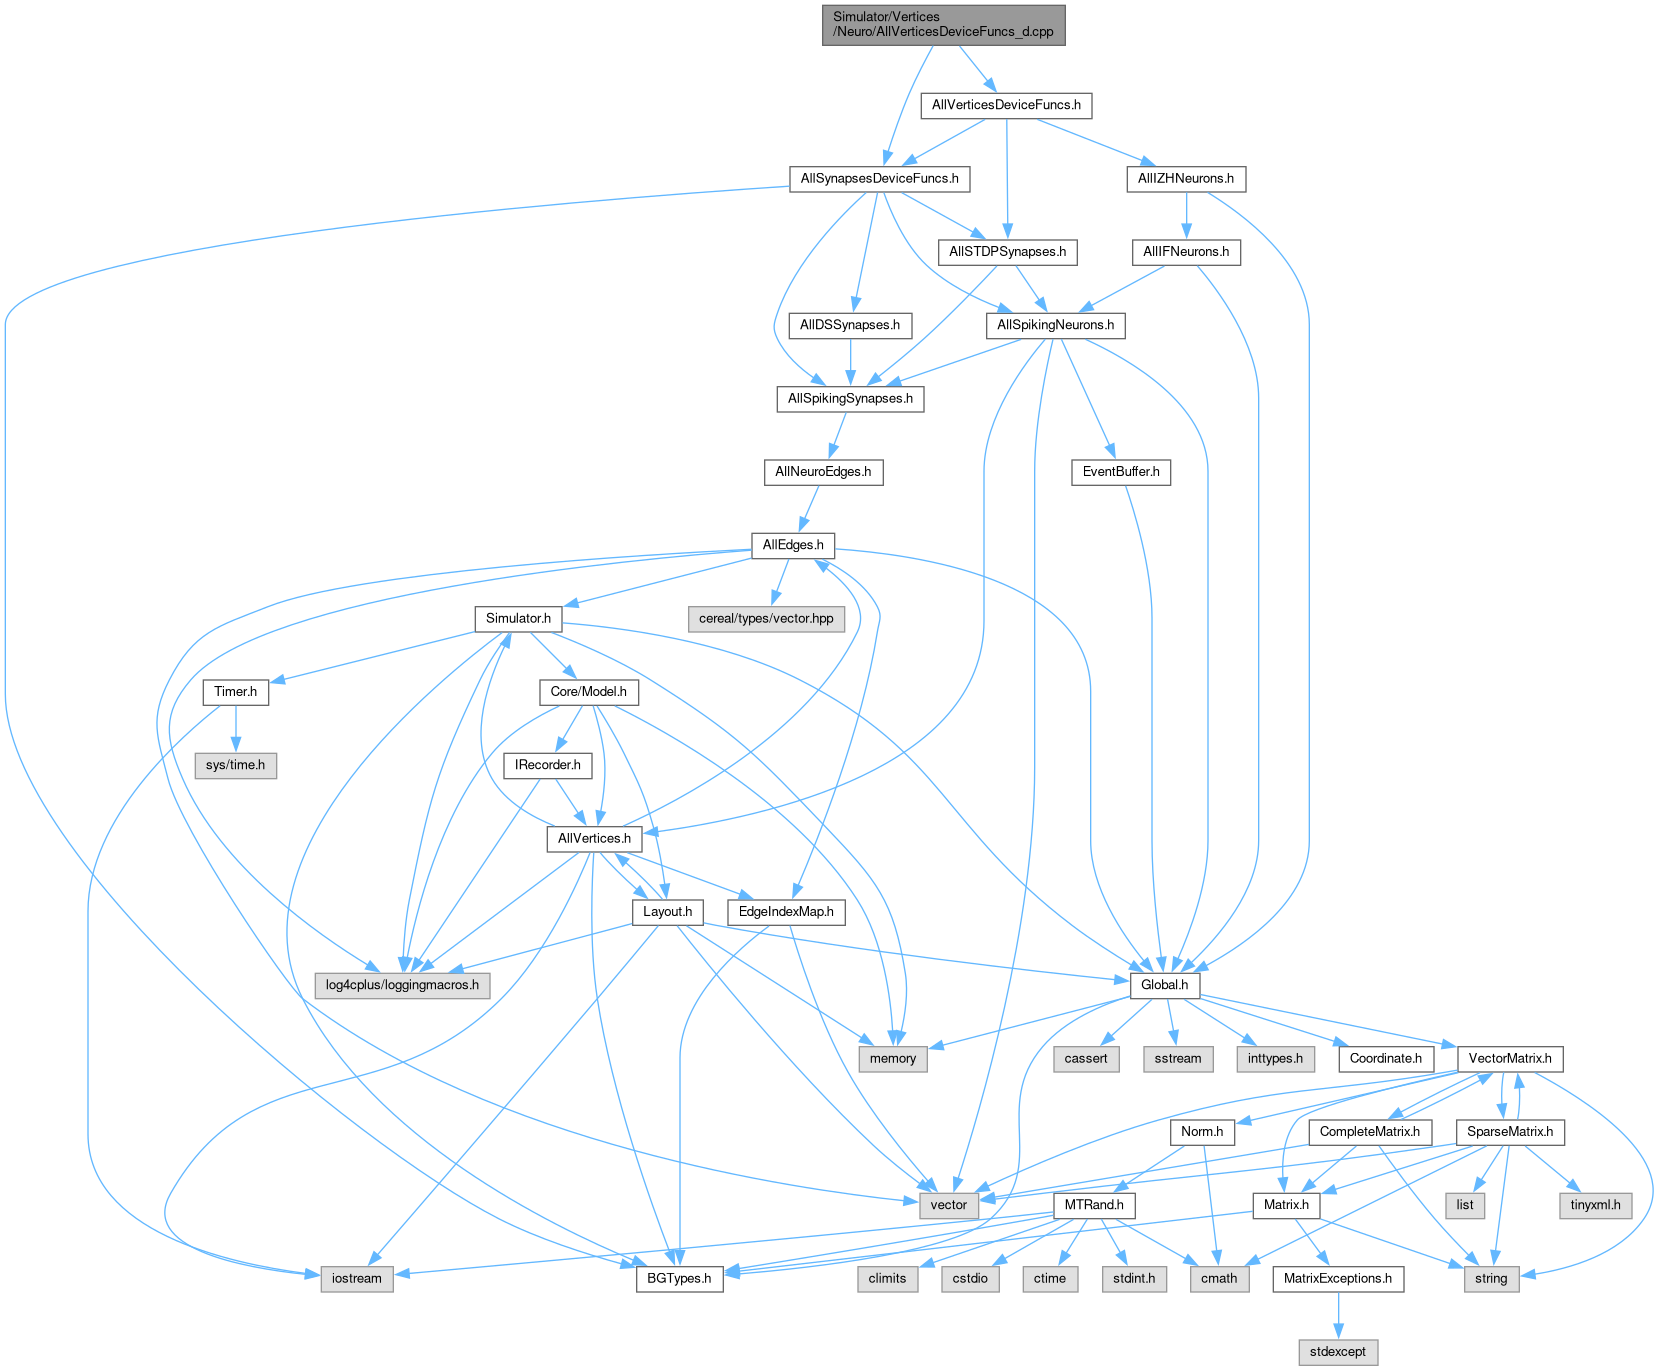 Simulator/Vertices
/Neuro/AllVerticesDeviceFuncs_d.cpp
AllVerticesDeviceFuncs.h
AllSynapsesDeviceFuncs.h
AllIZHNeurons.h
AllSTDPSynapses.h
AllIFNeurons.h
AllDSSynapses.h
AllSpikingNeurons.h
AllSpikingSynapses.h
AllNeuroEdges.h
EventBuffer.h
AllEdges.h
Simulator.h
cereal/types/vector.hpp
Timer.h
Core/Model.h
sys/time.h
IRecorder.h
AllVertices.h
Layout.h
EdgeIndexMap.h
log4cplus/loggingmacros.h
Global.h
memory
cassert
sstream
inttypes.h
Coordinate.h
VectorMatrix.h
Norm.h
CompleteMatrix.h
SparseMatrix.h
vector
MTRand.h
Matrix.h
list
tinyxml.h
iostream
BGTypes.h
climits
cstdio
ctime
stdint.h
cmath
MatrixExceptions.h
string
stdexcept